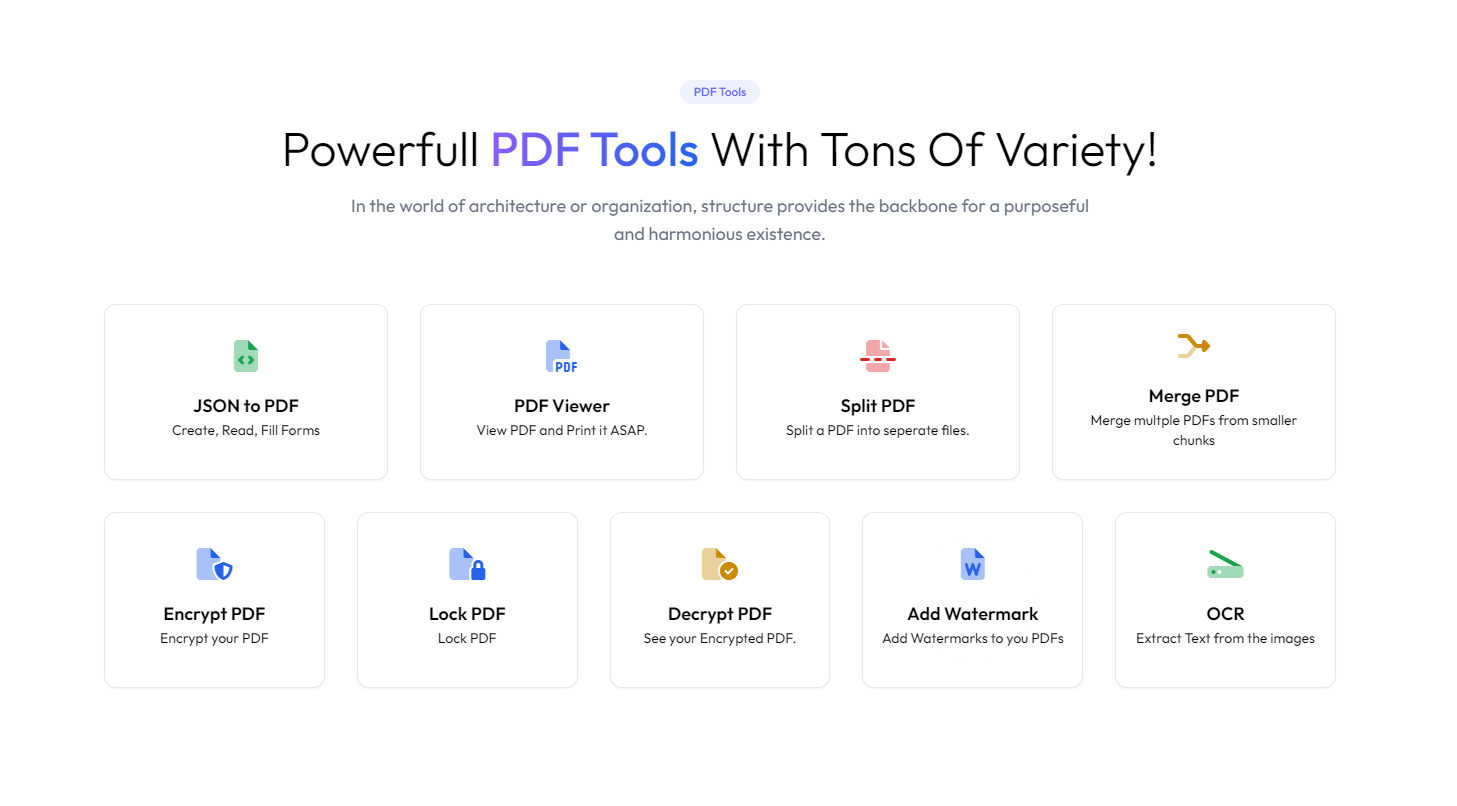 PDF Tools
Powerfull PDF Tools With Tons Of Variety!
In the world of architecture or organization, structure provides the backbone for a purposeful
and harmonious existence.
JSON to PDF
Create, Read, Fill Forms
PDF
PDF Viewer
View PDF and Print it ASAP.
Split PDF
Split a PDF into seperate files.
Merge PDF
Merge multple PDFs from smaller
chunks
Encrypt PDF
Encrypt your PDF
Lock PDF
Lock PDF
Decrypt PDF
See your Encrypted PDF.
W
Add Watermark
Add Watermarks to you PDFs
OCR
Extract Text from the images